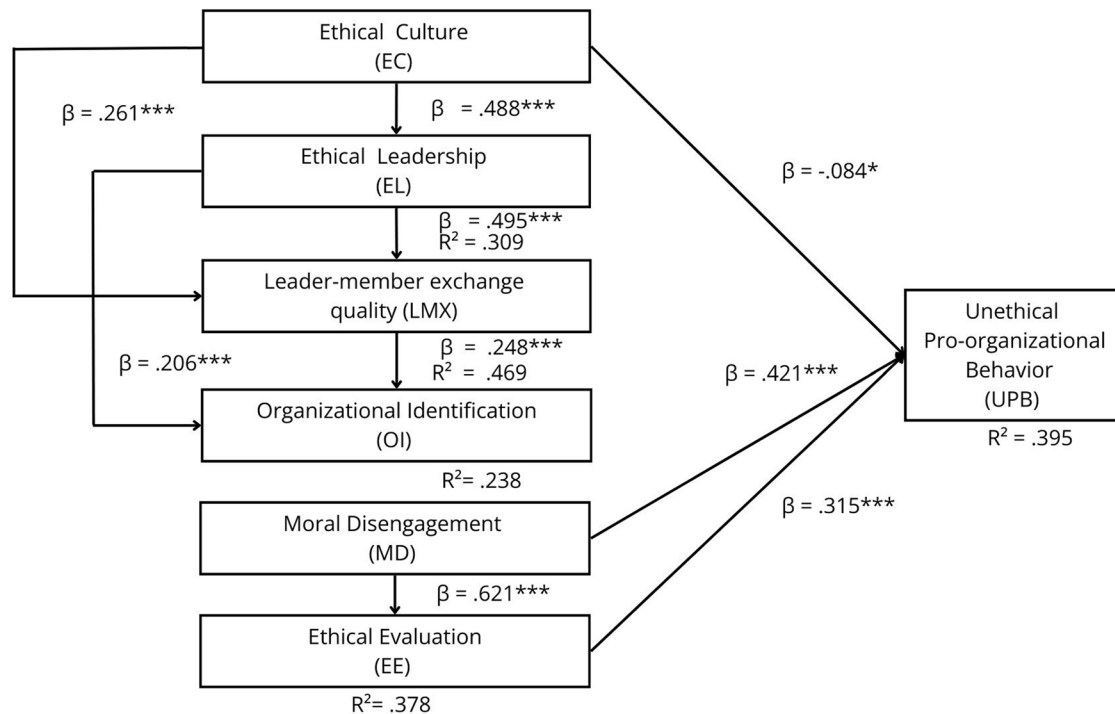 Ethical Culture
(EC)
β = .261***
β = .488***
Ethical Leadership
(EL)
β = -.084*
β = .495***
R² = .309
Leader-member exchange
quality (LMX)
β = .248***
R² = .469
β = .206***
Organizational Identification
(OI)
R²= .238
Unethical
Pro-organizational
Behavior
(UPB)
R² = .395
β = .421***
Moral Disengagement
(MD)
β = .315***
β = .621***
Ethical Evaluation
(EE)
R²= .378